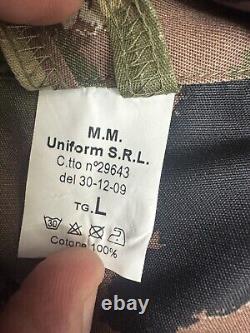 M.M.
Uniform S.R.L.
C.tto n°29643
del 30-12-09
TG. L
30
Cotone 100%